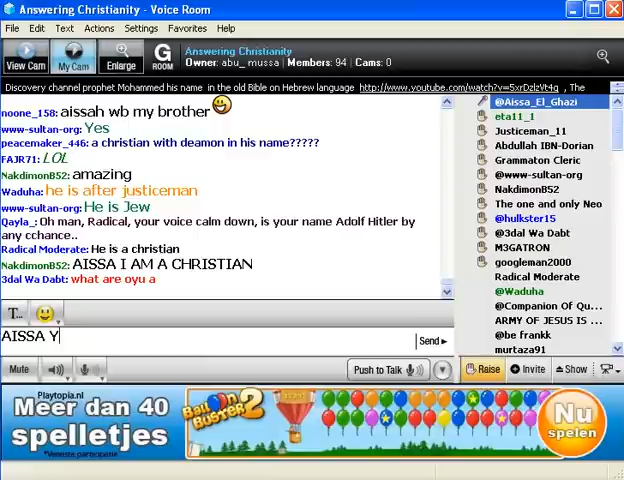 Answering Christianity - Voice Room
File Edit Text Actions Settings Favorites Help
View Cam My Cam Enlarge G ROOM
Answering Christianity
Owner: abu_ mussa : Members: 94 : Cams: 0
Discovery channel prophet Mohammed his name in the old Bible on Hebrew language http://www.youtube.com/watch?v=5xrDzlzVt4g , The
noone_158: aissah wb my brother
www-sultan-org: Yes
peacemaker_446: a christian with deamon in his name?????
FAJR71: LOL
NakdimonB52: amazing
Waduha: he is after justiceman
www-sultan-org: He is Jew
Qayla_: Oh man, Radical, your voice calm down, is your name Adolf Hitler by
any cchance..
Radical Moderate: He is a christian
NakdimonB52: AISSA I AM A CHRISTIAN
3dal Wa Dabt: what are oyu a
@Aissa_El_Ghazi
eta11_1
Justiceman_11
Abdullah IBN-Dorian
Grammaton Cleric
@www-sultan-org
NakdimonB52
The one and only Neo
@hulkster15
@3dal Wa Dabt
M3GATRON
googleman2000
Radical Moderate
@Waduha
@Companion Of Qu...
ARMY OF JESUS IS ...
@be frankk
murtaza91
T...
AISSA Y
Send
Mute Push to Talk Raise Invite Show
Playtopia.nl
Meer dan 40
spelletjes
*Vereiste participatie
Balloon
Buster 2
Nu
spelen